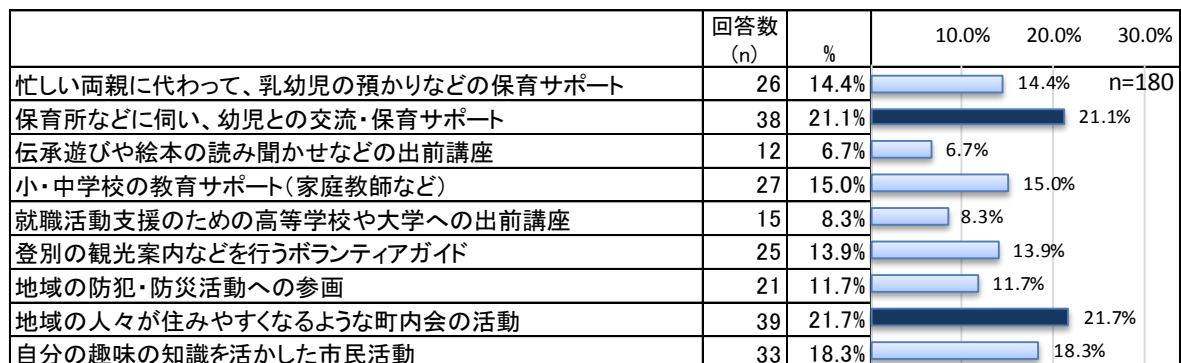 回答数
(n) % 10.0% 20.0% 30.0%
忙しい両親に代わって、乳幼児の預かりなどの保育サポート 26 14.4% 14.4% n=180
保育所などに伺い、幼児との交流・保育サポート 38 21.1% 21.1%
伝承遊びや絵本の読み聞かせなどの出前講座 12 6.7% 6.7%
小・中学校の教育サポート(家庭教師など) 27 15.0% 15.0%
就職活動支援のための高等学校や大学への出前講座 15 8.3% 8.3%
登別の観光案内などを行うボランティアガイド 25 13.9% 13.9%
地域の防犯・防災活動への参画 21 11.7% 11.7%
地域の人々が住みやすくなるような町内会の活動 39 21.7% 21.7%
自分の趣味の知識を活かした市民活動 33 18.3% 18.3%